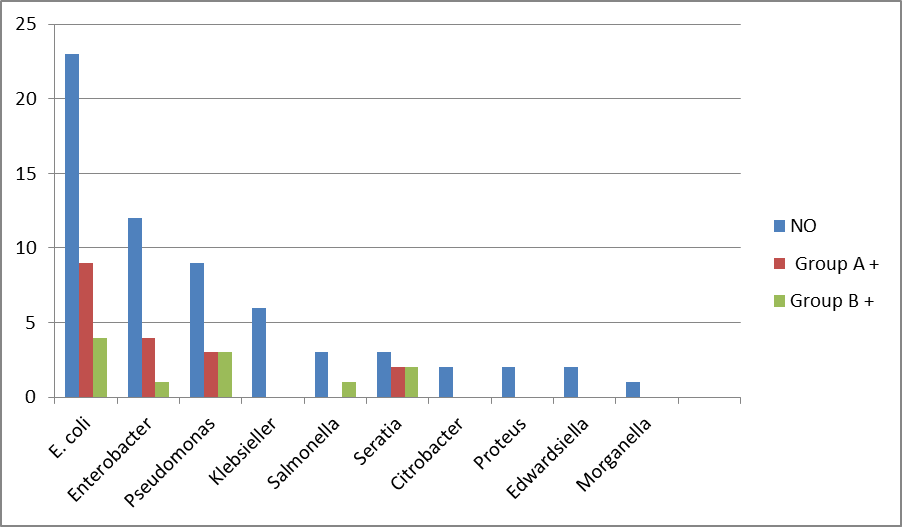 25
20
15
10
5
0
E. coli
Enterobacter
Pseudomonas
Klebsieller
Salmonella
Seratia
Citrobacter
Proteus
Edwardsiella
Morganella
NO
Group A +
Group B +